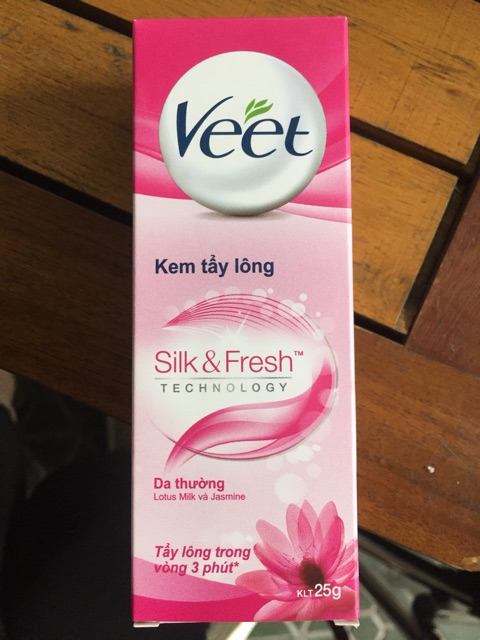 Veet
Kem tẩy lông
Silk & Fresh™
TECHNOLOGY
Da thường
Lotus Milk và Jasmine
Tẩy lông trong
vòng 3 phút*
KLT 25g